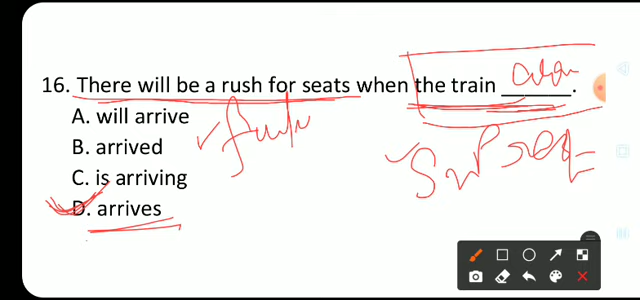 16. There will be a rush for seats when the train ______.
A. will arrive
B. arrived
C. is arriving
D. arrives